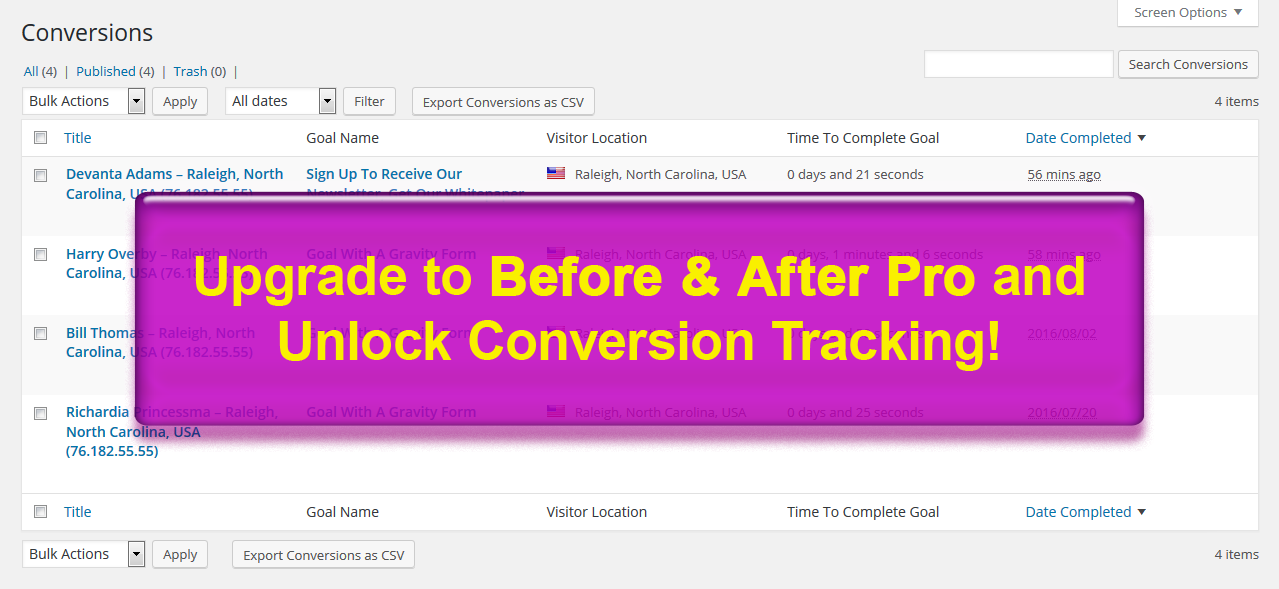 Screen Options
Conversions
All (4) | Published (4) | Trash (0) |
Search Conversions
Bulk Actions Apply All dates Filter Export Conversions as CSV 4 items
Title Goal Name Visitor Location Time To Complete Goal Date Completed
Devanta Adams – Raleigh, North Sign Up To Receive Our Raleigh, North Carolina, USA 0 days and 21 seconds 56 mins ago
Carolina, USA (76.182.55.55) Newsletter, Get Our Whitepaper
Harry Overby – Raleigh, North Goal With A Gravity Form Raleigh, North Carolina, USA days, 1 minute and 6 seconds 58 mins ago
Carolina, USA (76.182.55.55)
Upgrade to Before & After Pro and
Bill Thomas – Raleigh, North Goal With A Gravity Form 2016/08/02
Carolina, USA (76.182.55.55)
Unlock Conversion Tracking!
Richardia Princessma – Raleigh, Goal With A Gravity Form Raleigh, North Carolina, USA 0 days and 25 seconds 2016/07/20
North Carolina, USA
(76.182.55.55)
Title Goal Name Visitor Location Time To Complete Goal Date Completed
Bulk Actions Apply Export Conversions as CSV 4 items